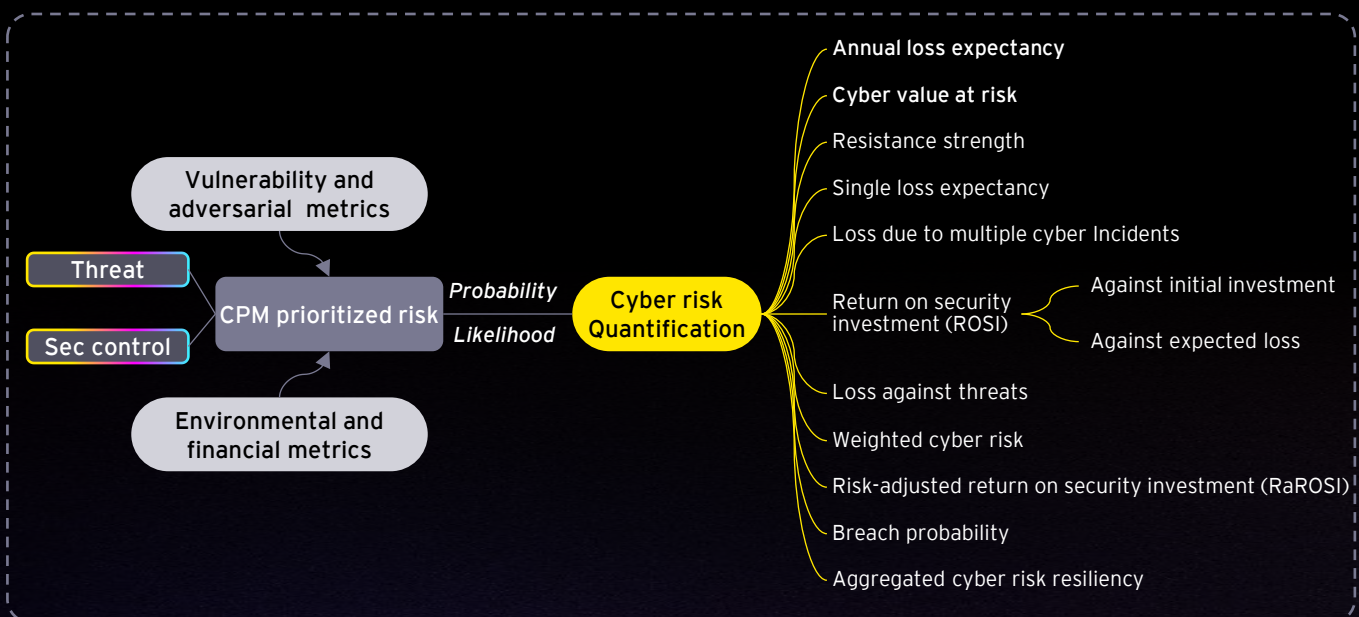 Vulnerability and
adversarial metrics
Threat
Sec control
CPM prioritized risk
Environmental and
financial metrics
Probability
Likelihood
Cyber risk
Quantification
Annual loss expectancy
Cyber value at risk
Resistance strength
Single loss expectancy
Loss due to multiple cyber Incidents
Return on security
investment (ROSI)
Against initial investment
Against expected loss
Loss against threats
Weighted cyber risk
Risk-adjusted return on security investment (RaROSI)
Breach probability
Aggregated cyber risk resiliency